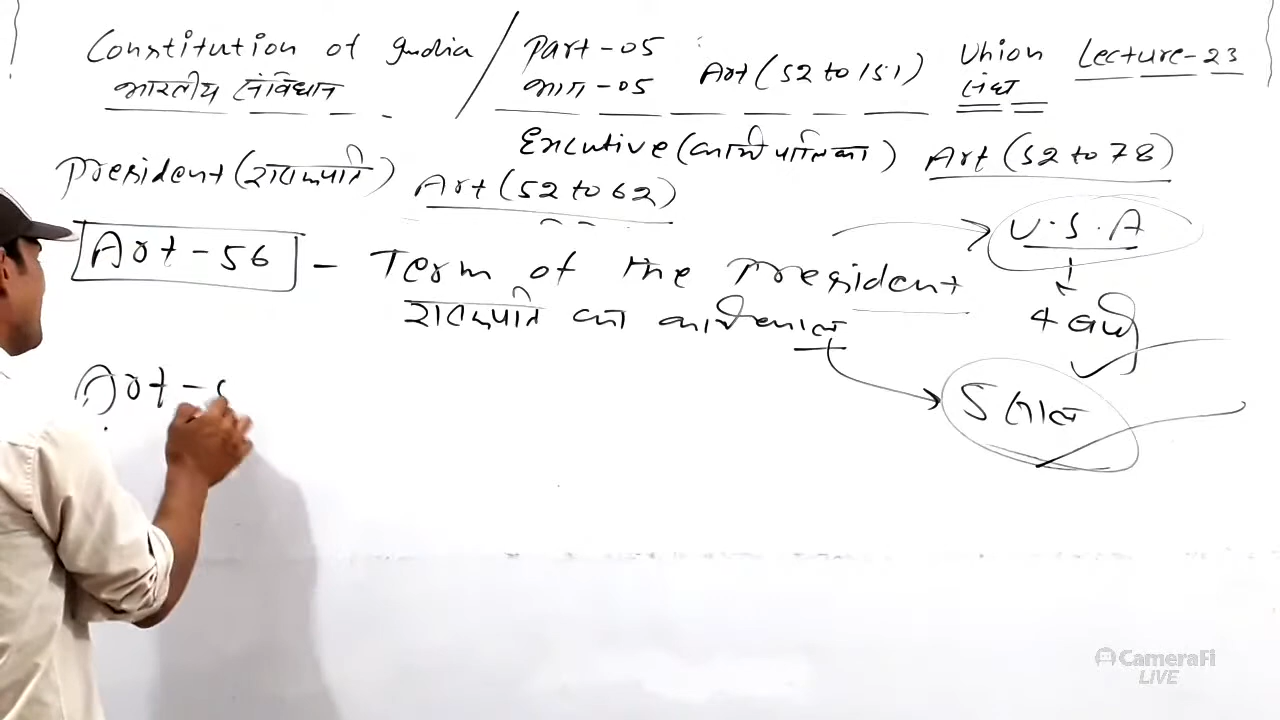 Constitution of India / Part-05 Art (52 to 151) Union Lecture-23
भारतीय संविधान भाग-05 संघ
Executive (कार्यपालिका) Art (52 to 78)
President (राष्ट्रपति) Art (52 to 62)
Art-56 - Term of the President U.S.A
राष्ट्रपति का कार्यकाल 4 वर्ष
Art- 5 साल
CameraFi
LIVE